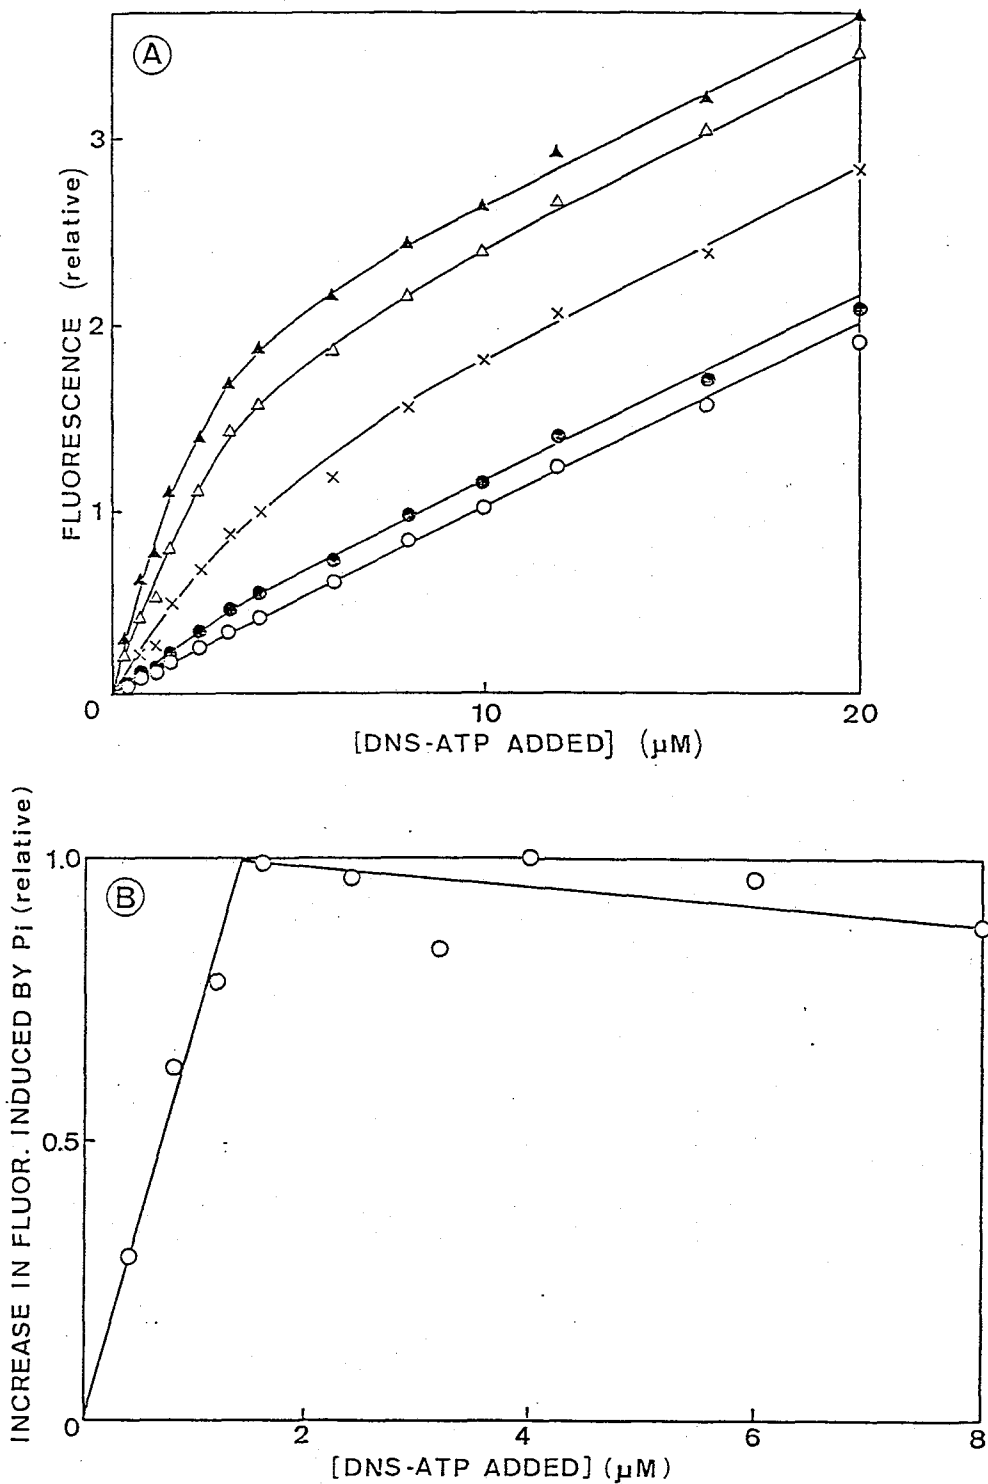 A
3
2
1
0
10
20
FLUORESCENCE (relative)
[DNS-ATP ADDED] (μM)
B
1.0
0.5
0
2
4
6
8
INCREASE IN FLUOR. INDUCED BY Pi (relative)
[DNS-ATP ADDED] (μM)